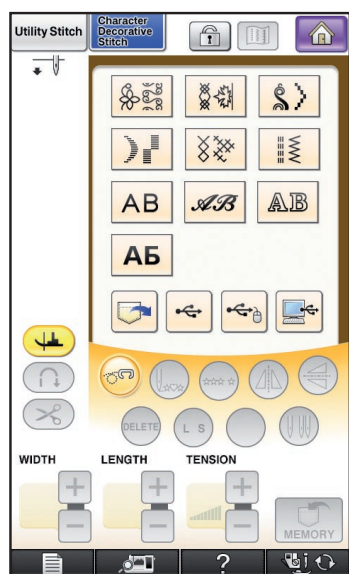 Utility Stitch
Character
Decorative
Stitch
AB
AB
AB
АБ
DELETE
L S
WIDTH
LENGTH
TENSION
+
+
+
−
−
−
MEMORY
?
i